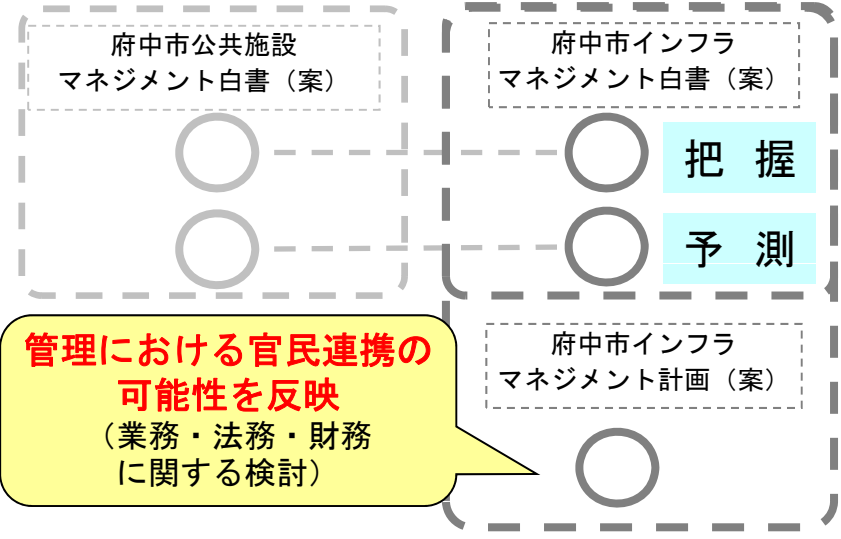 府中市公共施設
マネジメント白書（案）
府中市インフラ
マネジメント白書（案）
把 握
予 測
府中市インフラ
マネジメント計画（案）
管理における官民連携の
可能性を反映
（業務・法務・財務
に関する検討）